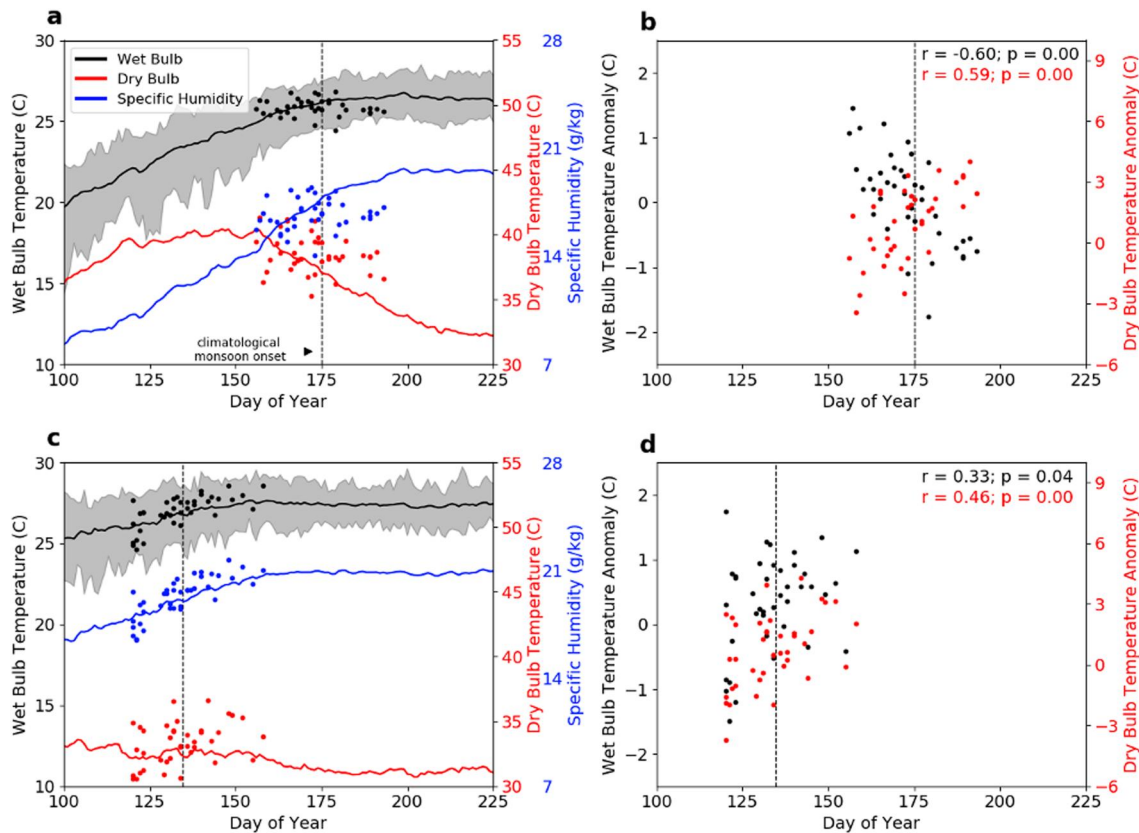 a
30
25
20
15
10
Wet Bulb Temperature (C)
Wet Bulb
Dry Bulb
Specific Humidity
climatological
monsoon onset
55
50
45
40
35
30
Dry Bulb Temperature (C)
28
21
14
7
Specific Humidity (g/kg)
100 125 150 175 200 225
Day of Year
b
2
1
0
−1
−2
Wet Bulb Temperature Anomaly (C)
r = -0.60; p = 0.00
r = 0.59; p = 0.00
9
6
3
0
−3
−6
Dry Bulb Temperature Anomaly (C)
100 125 150 175 200 225
Day of Year
c
30
25
20
15
10
Wet Bulb Temperature (C)
55
50
45
40
35
30
Dry Bulb Temperature (C)
28
21
14
7
Specific Humidity (g/kg)
100 125 150 175 200 225
Day of Year
d
2
1
0
−1
−2
Wet Bulb Temperature Anomaly (C)
r = 0.33; p = 0.04
r = 0.46; p = 0.00
9
6
3
0
−3
−6
Dry Bulb Temperature Anomaly (C)
100 125 150 175 200 225
Day of Year